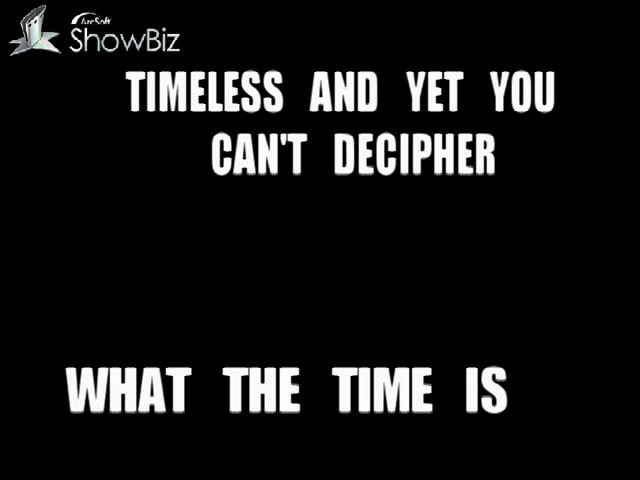 ArcSoft
ShowBiz
TIMELESS AND YET YOU
CAN'T DECIPHER
WHAT THE TIME IS